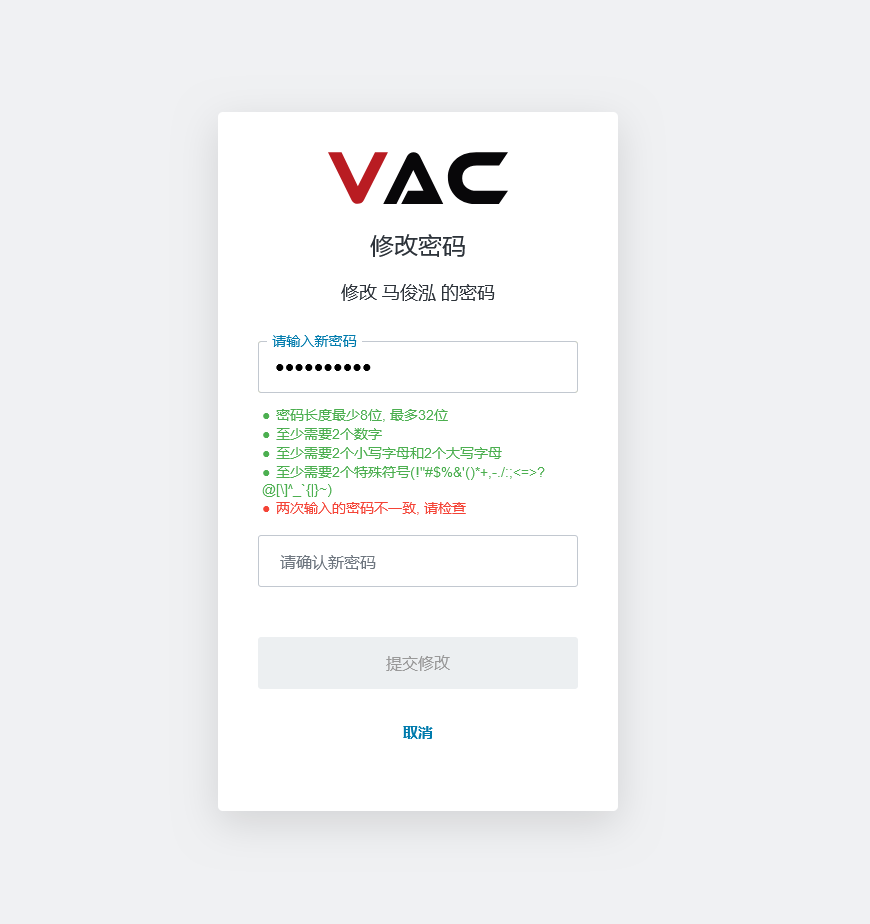 VAC
修改密码
修改 马俊泓 的密码
请输入新密码
••••••••••
● 密码长度最少8位, 最多32位
● 至少需要2个数字
● 至少需要2个小写字母和2个大写字母
● 至少需要2个特殊符号(!"#$%&'()*+,-./:;<=>?
@[\]^_`{|}~)
● 两次输入的密码不一致, 请检查
请确认新密码
提交修改
取消